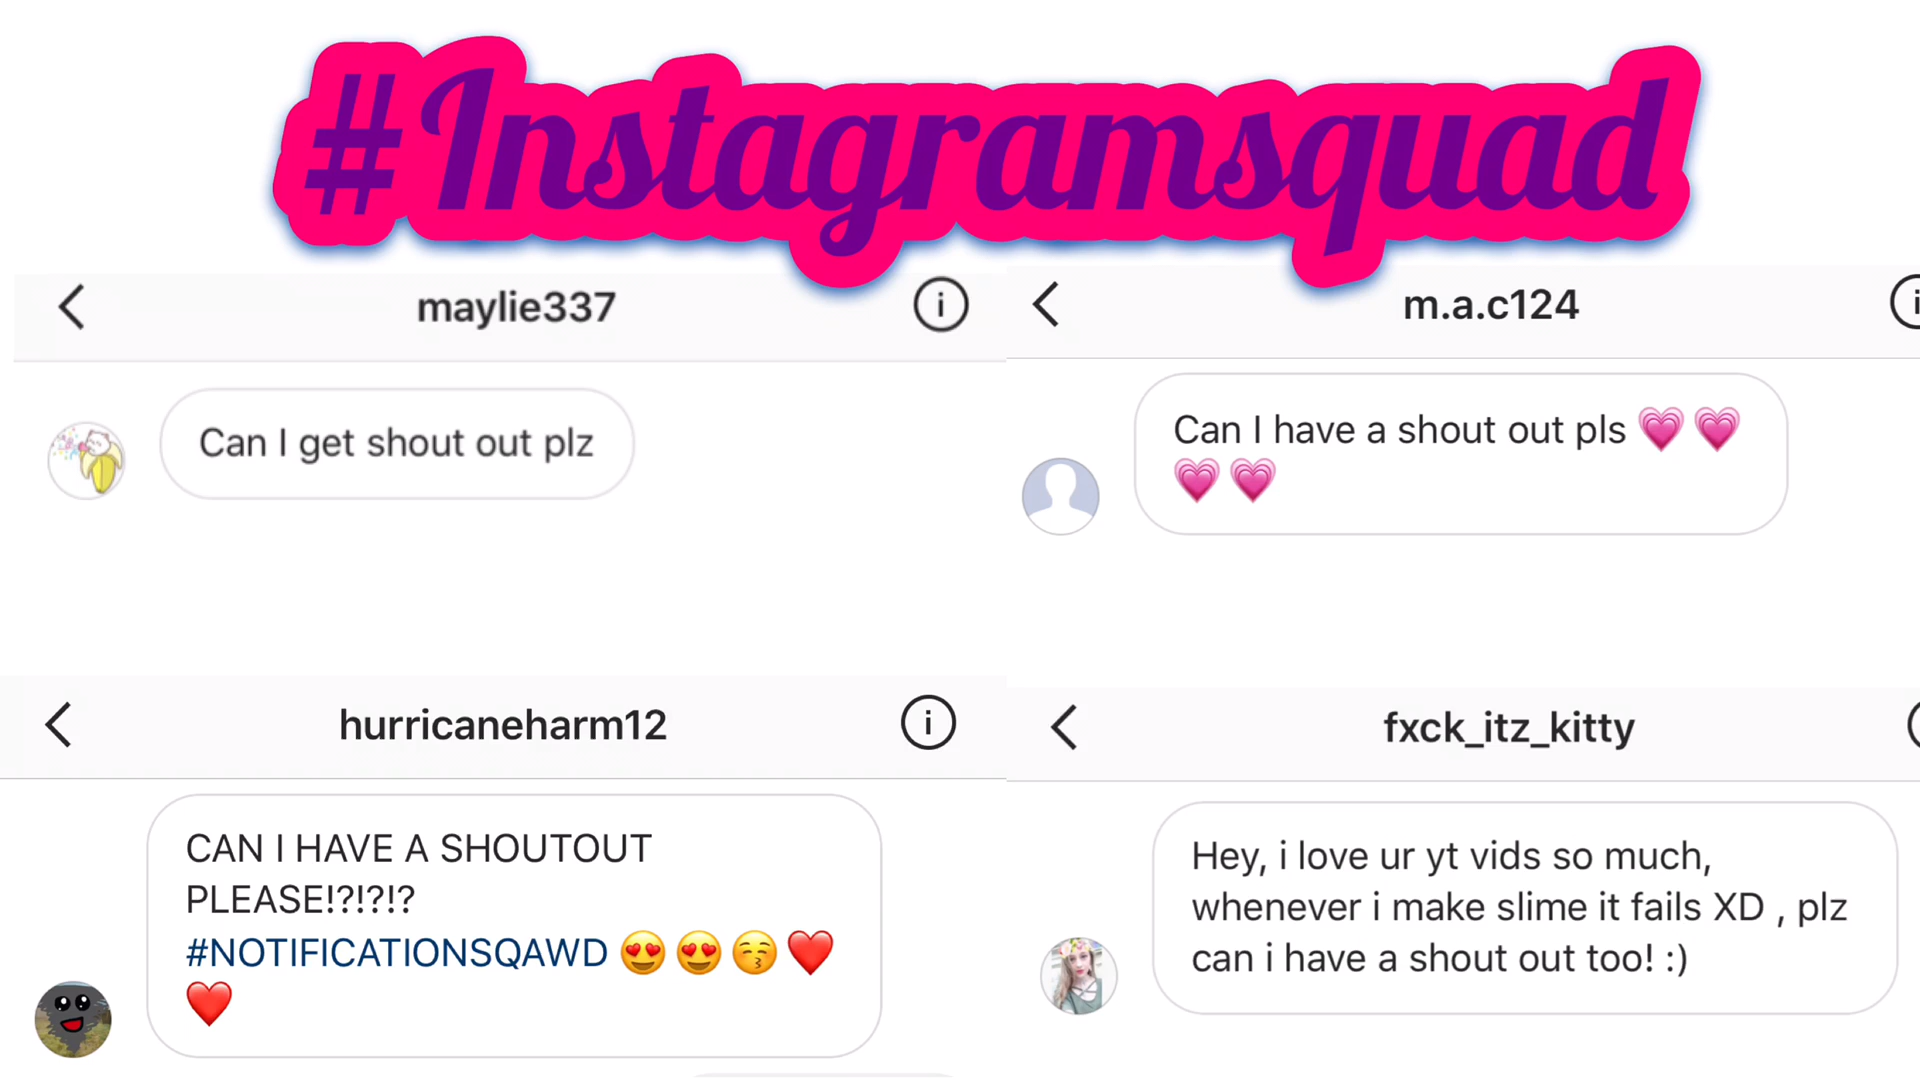 #Instagramsquad
maylie337
Can I get shout out plz
m.a.c124
Can I have a shout out pls 💗 💗
💗 💗
hurricaneharm12
CAN I HAVE A SHOUTOUT
PLEASE!?!?!?
#NOTIFICATIONSQAWD 😍 😍 😚 ❤️
❤️
fxck_itz_kitty
Hey, i love ur yt vids so much,
whenever i make slime it fails XD , plz
can i have a shout out too! :)